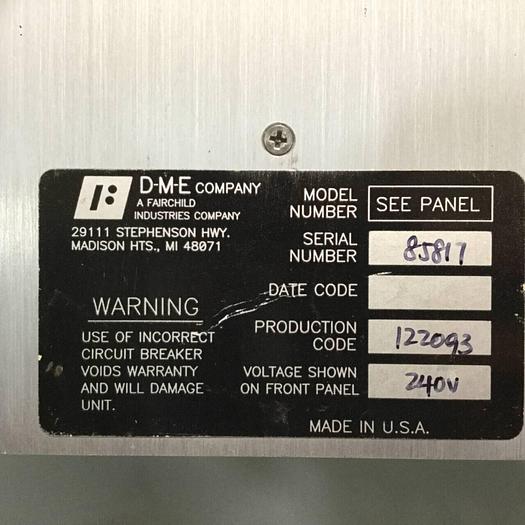 D-M-E COMPANY
A FAIRCHILD
INDUSTRIES COMPANY
29111 STEPHENSON HWY.
MADISON HTS., MI 48071
WARNING
USE OF INCORRECT
CIRCUIT BREAKER
VOIDS WARRANTY
AND WILL DAMAGE
UNIT.
MODEL
NUMBER
SEE PANEL
SERIAL
NUMBER
85817
DATE CODE
PRODUCTION
CODE
122093
VOLTAGE SHOWN
ON FRONT PANEL
240V
MADE IN U.S.A.